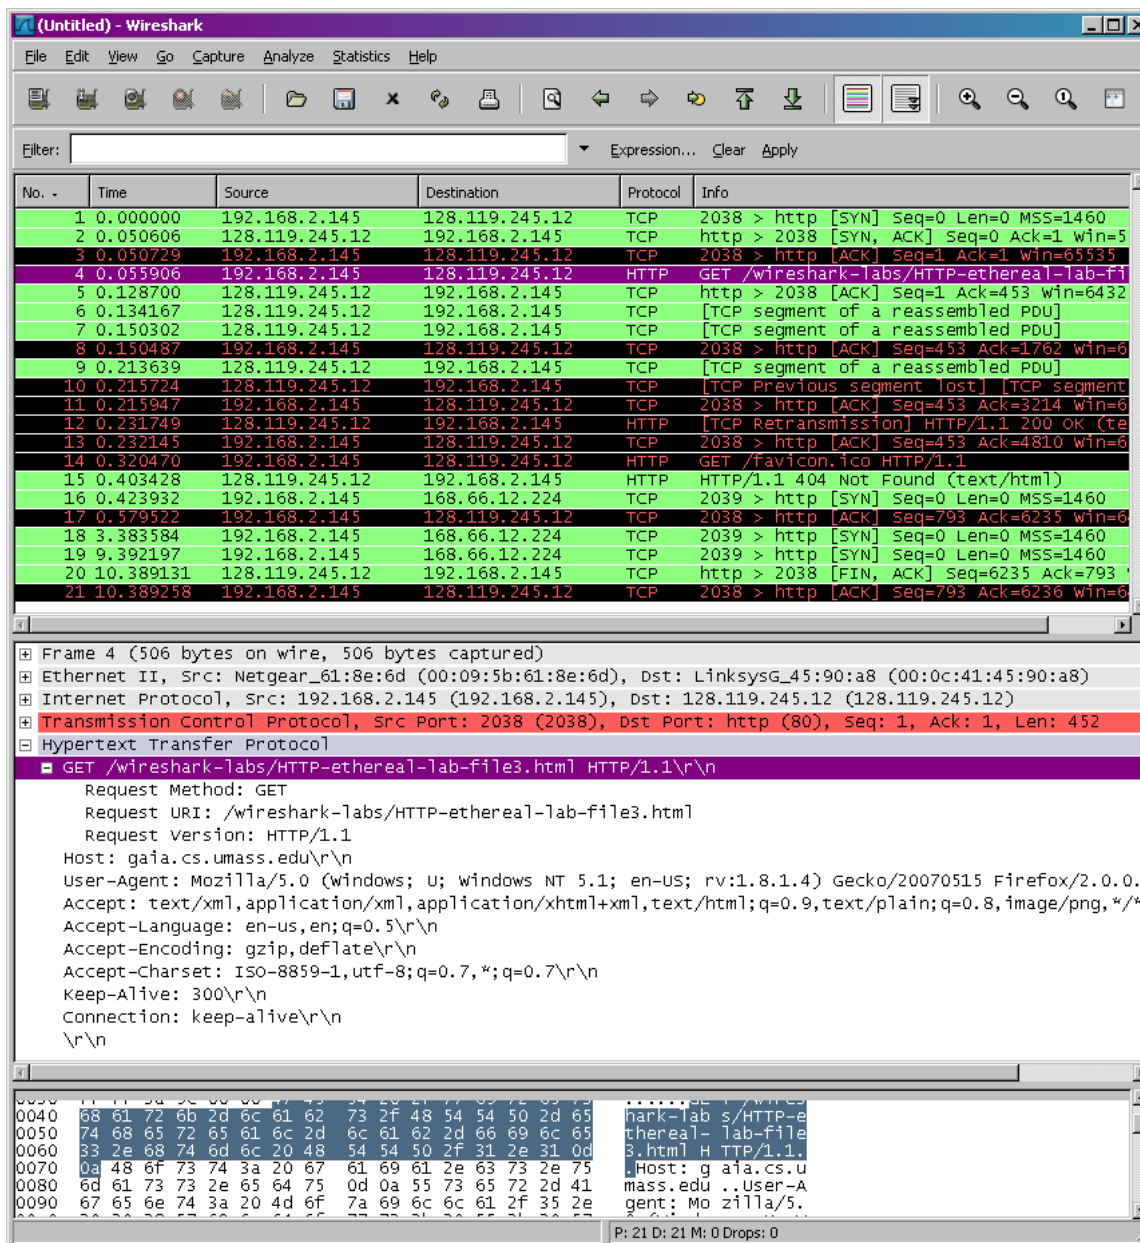 (Untitled) - Wireshark
File Edit View Go Capture Analyze Statistics Help
Filter: Expression... Clear Apply
No. - Time Source Destination Protocol Info
1 0.000000 192.168.2.145 128.119.245.12 TCP 2038 > http [SYN] Seq=0 Len=0 MSS=1460
2 0.050606 128.119.245.12 192.168.2.145 TCP http > 2038 [SYN, ACK] Seq=0 Ack=1 Win=5
3 0.050729 192.168.2.145 128.119.245.12 TCP 2038 > http [ACK] Seq=1 Ack=1 Win=65535
4 0.055906 192.168.2.145 128.119.245.12 HTTP GET /wireshark-labs/HTTP-ethereal-lab-fi
5 0.128700 128.119.245.12 192.168.2.145 TCP http > 2038 [ACK] Seq=1 Ack=453 Win=6432
6 0.134167 128.119.245.12 192.168.2.145 TCP [TCP segment of a reassembled PDU]
7 0.150302 128.119.245.12 192.168.2.145 TCP [TCP segment of a reassembled PDU]
8 0.150487 192.168.2.145 128.119.245.12 TCP 2038 > http [ACK] Seq=453 Ack=1762 Win=6
9 0.213639 128.119.245.12 192.168.2.145 TCP [TCP segment of a reassembled PDU]
10 0.215724 128.119.245.12 192.168.2.145 TCP [TCP Previous segment lost] [TCP segment
11 0.215947 192.168.2.145 128.119.245.12 TCP 2038 > http [ACK] Seq=453 Ack=3214 Win=6
12 0.231749 128.119.245.12 192.168.2.145 HTTP [TCP Retransmission] HTTP/1.1 200 OK (te
13 0.232145 192.168.2.145 128.119.245.12 TCP 2038 > http [ACK] Seq=453 Ack=4810 Win=6
14 0.320470 192.168.2.145 128.119.245.12 HTTP GET /favicon.ico HTTP/1.1
15 0.403428 128.119.245.12 192.168.2.145 HTTP HTTP/1.1 404 Not Found (text/html)
16 0.423932 192.168.2.145 168.66.12.224 TCP 2039 > http [SYN] Seq=0 Len=0 MSS=1460
17 0.579522 192.168.2.145 128.119.245.12 TCP 2038 > http [ACK] Seq=793 Ack=6235 Win=6
18 3.383584 192.168.2.145 168.66.12.224 TCP 2039 > http [SYN] Seq=0 Len=0 MSS=1460
19 9.392197 192.168.2.145 168.66.12.224 TCP 2039 > http [SYN] Seq=0 Len=0 MSS=1460
20 10.389131 128.119.245.12 192.168.2.145 TCP http > 2038 [FIN, ACK] Seq=6235 Ack=793
21 10.389258 192.168.2.145 128.119.245.12 TCP 2038 > http [ACK] Seq=793 Ack=6236 Win=6
Frame 4 (506 bytes on wire, 506 bytes captured)
Ethernet II, Src: Netgear_61:8e:6d (00:09:5b:61:8e:6d), Dst: LinksysG_45:90:a8 (00:0c:41:45:90:a8)
Internet Protocol, Src: 192.168.2.145 (192.168.2.145), Dst: 128.119.245.12 (128.119.245.12)
Transmission Control Protocol, Src Port: 2038 (2038), Dst Port: http (80), Seq: 1, Ack: 1, Len: 452
Hypertext Transfer Protocol
GET /wireshark-labs/HTTP-ethereal-lab-file3.html HTTP/1.1\r\n
Request Method: GET
Request URI: /wireshark-labs/HTTP-ethereal-lab-file3.html
Request Version: HTTP/1.1
Host: gaia.cs.umass.edu\r\n
User-Agent: Mozilla/5.0 (Windows; U; Windows NT 5.1; en-US; rv:1.8.1.4) Gecko/20070515 Firefox/2.0.0.
Accept: text/xml,application/xml,application/xhtml+xml,text/html;q=0.9,text/plain;q=0.8,image/png,*/*
Accept-Language: en-us,en;q=0.5\r\n
Accept-Encoding: gzip,deflate\r\n
Accept-Charset: ISO-8859-1,utf-8;q=0.7,*;q=0.7\r\n
Keep-Alive: 300\r\n
Connection: keep-alive\r\n
\r\n
0040 68 61 72 6b 2d 6c 61 62 73 2f 48 54 54 50 2d 65 hark-lab s/HTTP-e
0050 74 68 65 72 65 61 6c 2d 6c 61 62 2d 66 69 6c 65 thereal- lab-file
0060 33 2e 68 74 6d 6c 20 48 54 54 50 2f 31 2e 31 0d 3.html H TTP/1.1.
0070 0a 48 6f 73 74 3a 20 67 61 69 61 2e 63 73 2e 75 .Host: g aia.cs.u
0080 6d 61 73 73 2e 65 64 75 0d 0a 55 73 65 72 2d 41 mass.edu ..User-A
0090 67 65 6e 74 3a 20 4d 6f 7a 69 6c 6c 61 2f 35 2e gent: Mo zilla/5.
P: 21 D: 21 M: 0 Drops: 0